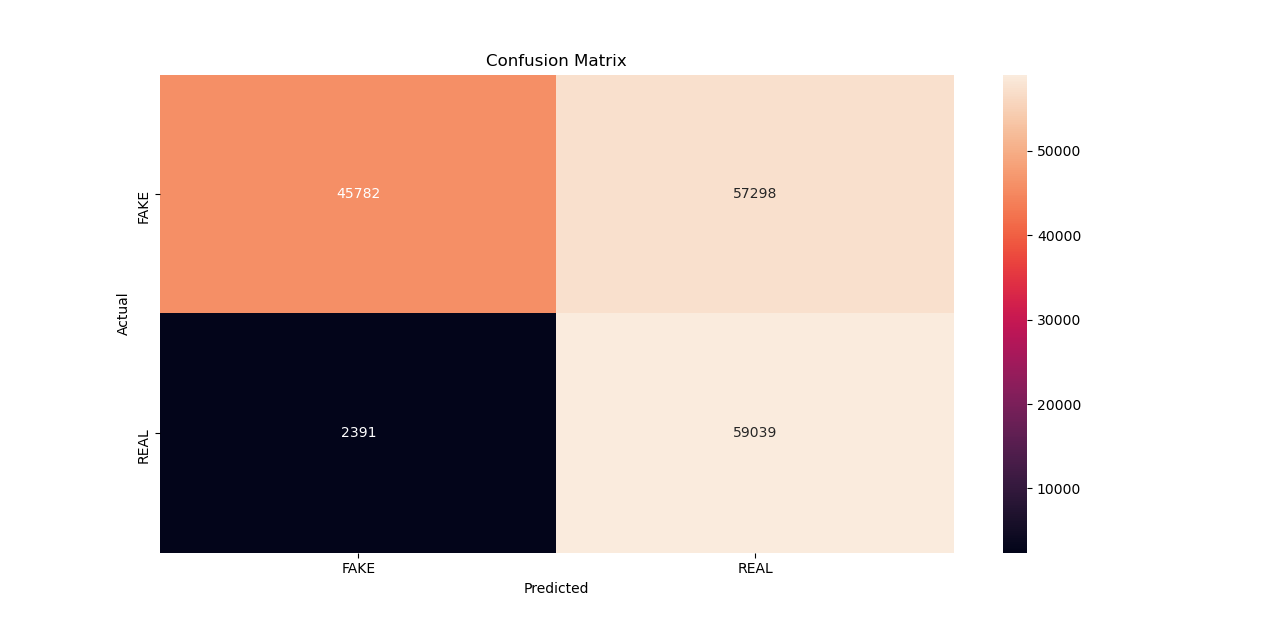 Confusion Matrix
FAKE
45782
57298
REAL
2391
59039
Actual
FAKE
REAL
Predicted
50000
40000
30000
20000
10000